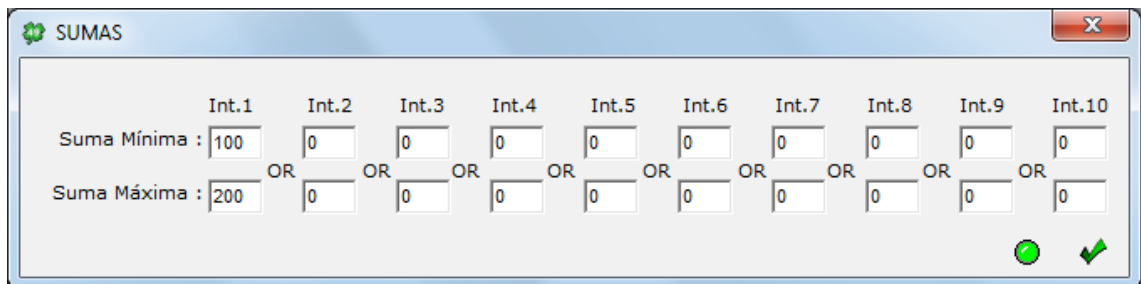 SUMAS
Int.1 Int.2 Int.3 Int.4 Int.5 Int.6 Int.7 Int.8 Int.9 Int.10
Suma Mínima : 100 0 0 0 0 0 0 0 0 0
OR OR OR OR OR OR OR OR OR
Suma Máxima : 200 0 0 0 0 0 0 0 0 0